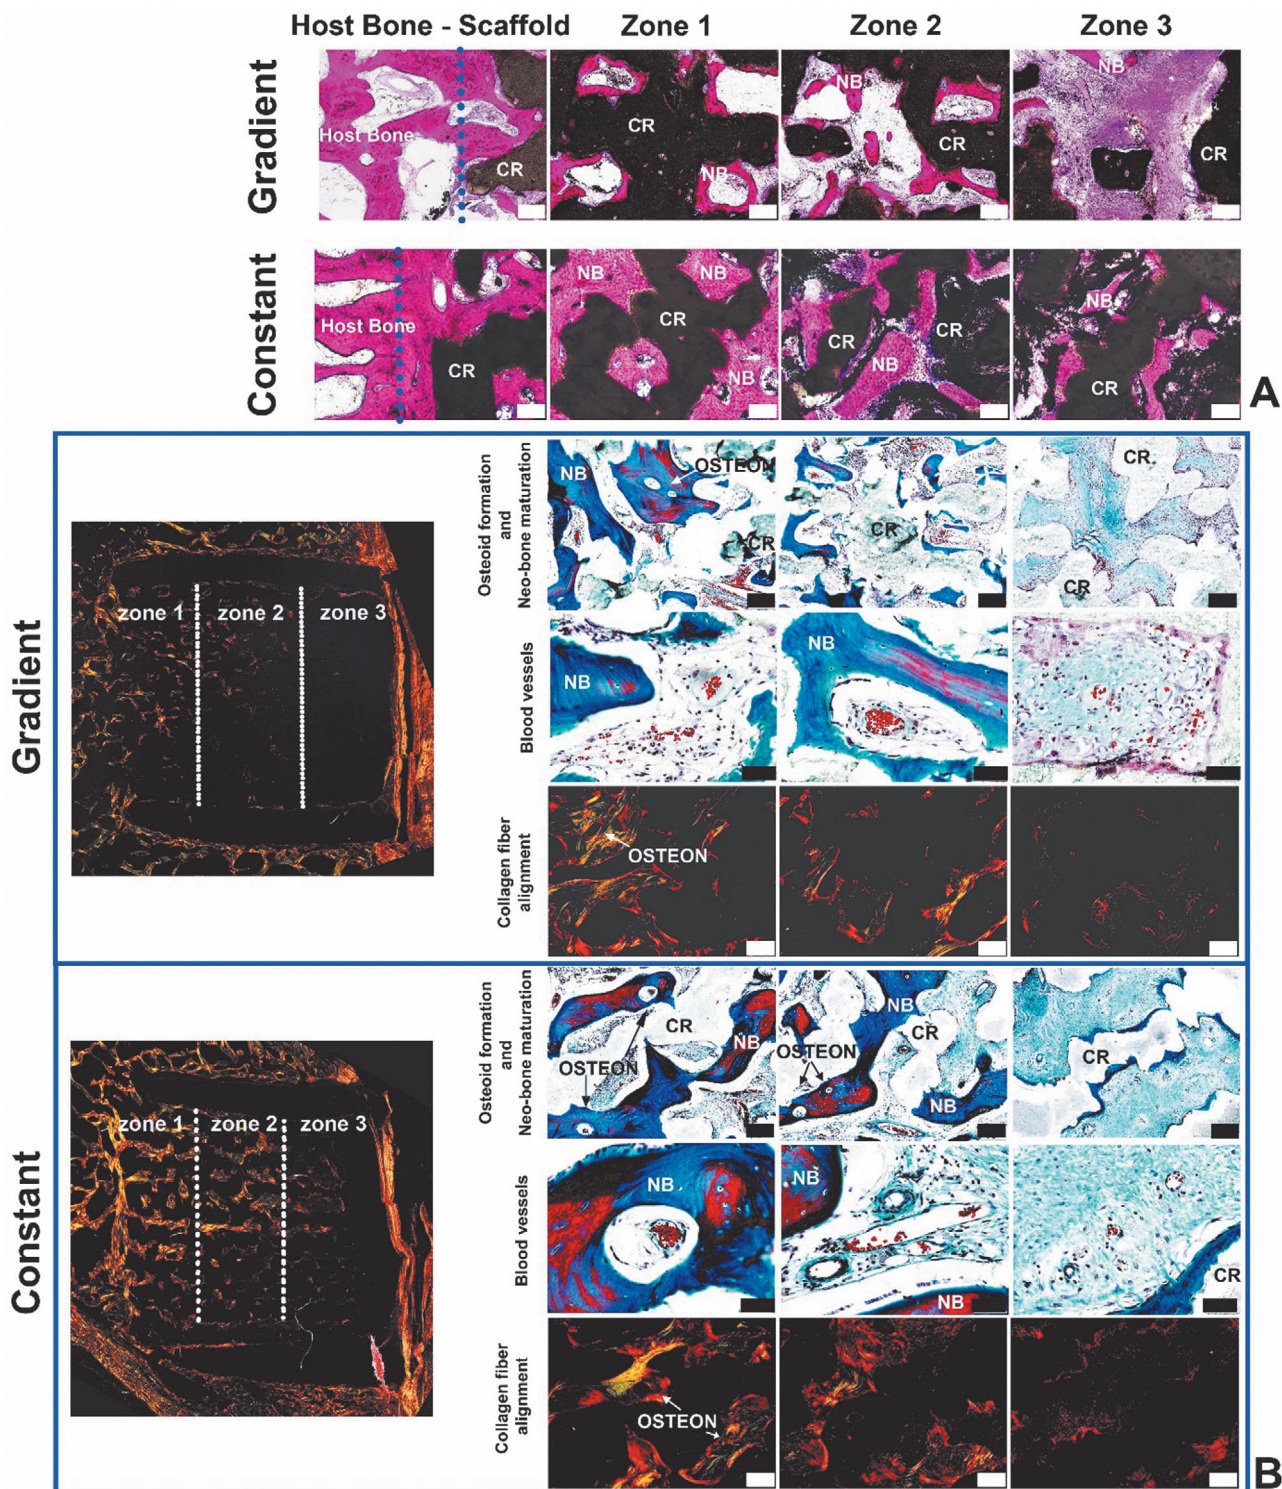 Host Bone - Scaffold Zone 1 Zone 2 Zone 3
Gradient
Host Bone
CR
CR
NB
NB
CR
NB
CR
Constant
Host Bone
CR
NB NB
CR
NB
CR
CR
NB
NB
CR
A
Gradient
zone 1 zone 2 zone 3
Osteoid formation
and
Neo-bone maturation
NB
OSTEON
CR
CR
CR
CR
Blood vessels
NB
NB
Collagen fiber
alignment
OSTEON
Constant
zone 1 zone 2 zone 3
Osteoid formation
and
Neo-bone maturation
CR
NB
OSTEON
NB
CR
OSTEON
NB
CR
Blood vessels
NB
NB
CR
Collagen fiber
alignment
OSTEON
B